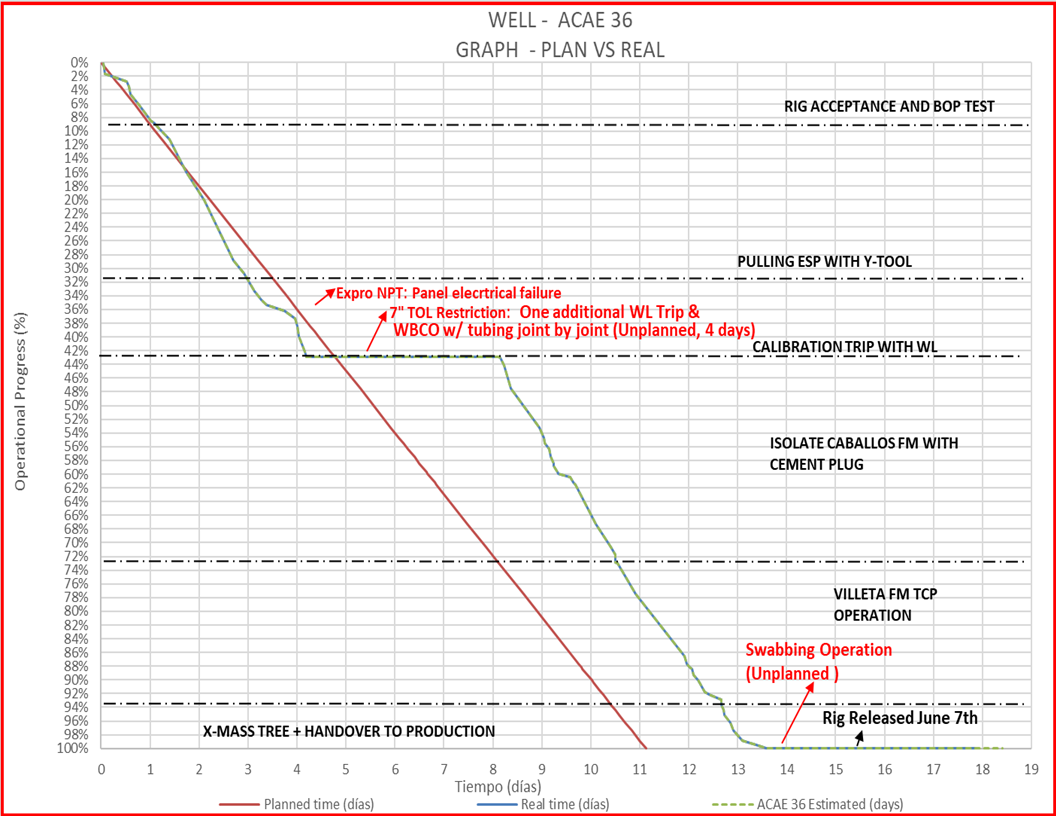 WELL - ACAE 36
GRAPH - PLAN VS REAL
0%
2%
4%
6%
8%
10%
12%
14%
16%
18%
20%
22%
24%
26%
28%
30%
32%
34%
36%
38%
40%
42%
44%
46%
48%
50%
52%
54%
56%
58%
60%
62%
64%
66%
68%
70%
72%
74%
76%
78%
80%
82%
84%
86%
88%
90%
92%
94%
96%
98%
100%
Operational Progress (%)
RIG ACCEPTANCE AND BOP TEST
PULLING ESP WITH Y-TOOL
Expro NPT: Panel elecrtrical failure
7" TOL Restriction: One additional WL Trip &
WBCO w/ tubing joint by joint (Unplanned, 4 days)
CALIBRATION TRIP WITH WL
ISOLATE CABALLOS FM WITH
CEMENT PLUG
VILLETA FM TCP
OPERATION
Swabbing Operation
(Unplanned )
Rig Released June 7th
X-MASS TREE + HANDOVER TO PRODUCTION
0 1 2 3 4 5 6 7 8 9 10 11 12 13 14 15 16 17 18 19
Tiempo (días)
Planned time (días) Real time (días) ACAE 36 Estimated (days)